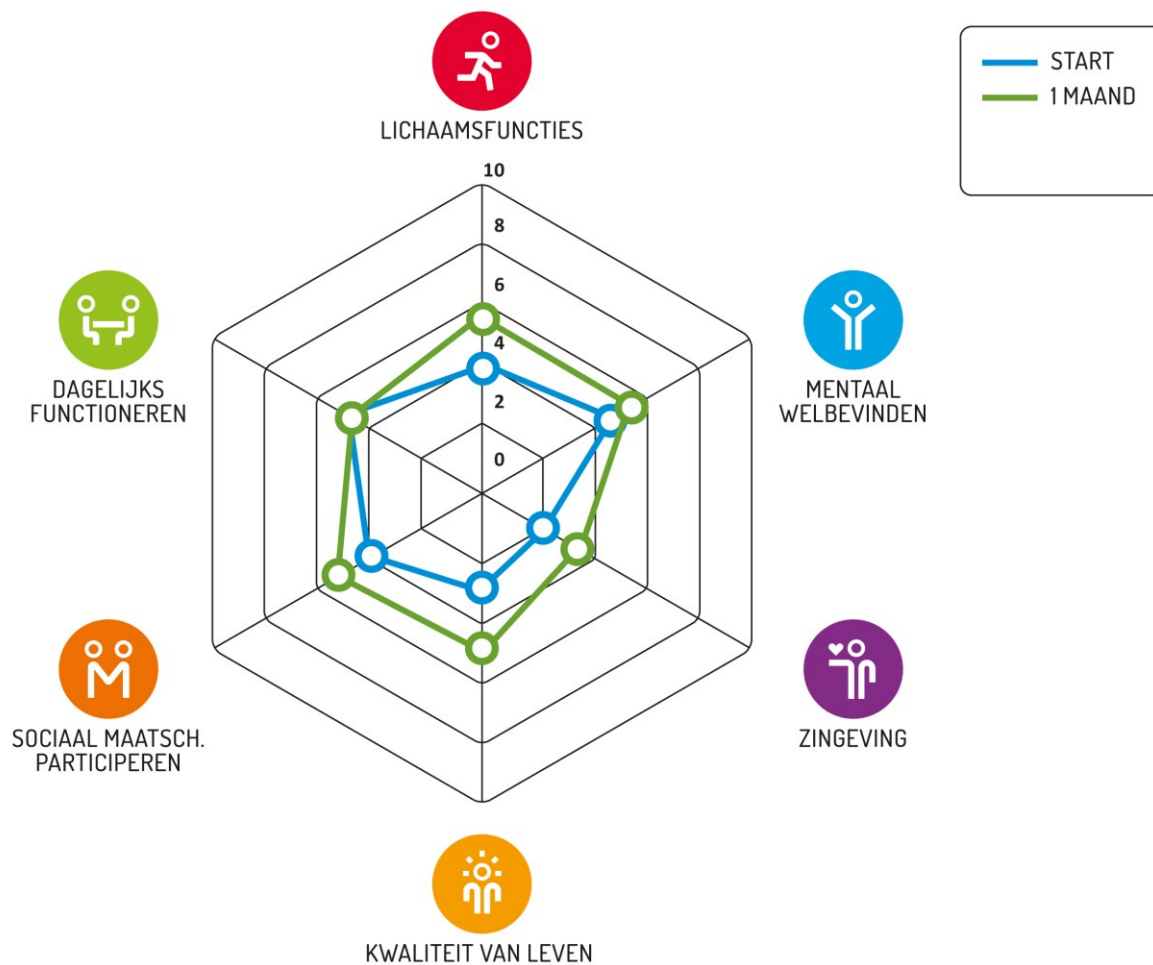 START
1 MAAND
LICHAAMSFUNCTIES
10
8
6
4
2
0
DAGELIJKS
FUNCTIONEREN
MENTAAL
WELBEVINDEN
SOCIAAL MAATSCH.
PARTICIPEREN
ZINGEVING
KWALITEIT VAN LEVEN